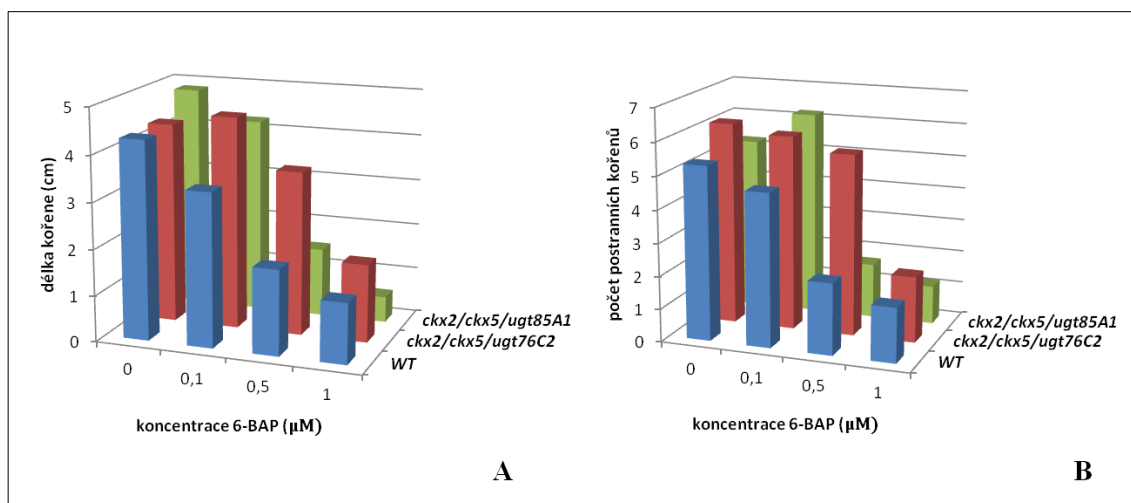 délka kořene (cm)
5
4
3
2
1
0
0
0,1
0,5
1
koncentrace 6-BAP (μM)
ckx2/ckx5/ugt85A1
ckx2/ckx5/ugt76C2
WT
A
počet postranních kořenů
7
6
5
4
3
2
1
0
0
0,1
0,5
1
koncentrace 6-BAP (μM)
ckx2/ckx5/ugt85A1
ckx2/ckx5/ugt76C2
WT
B